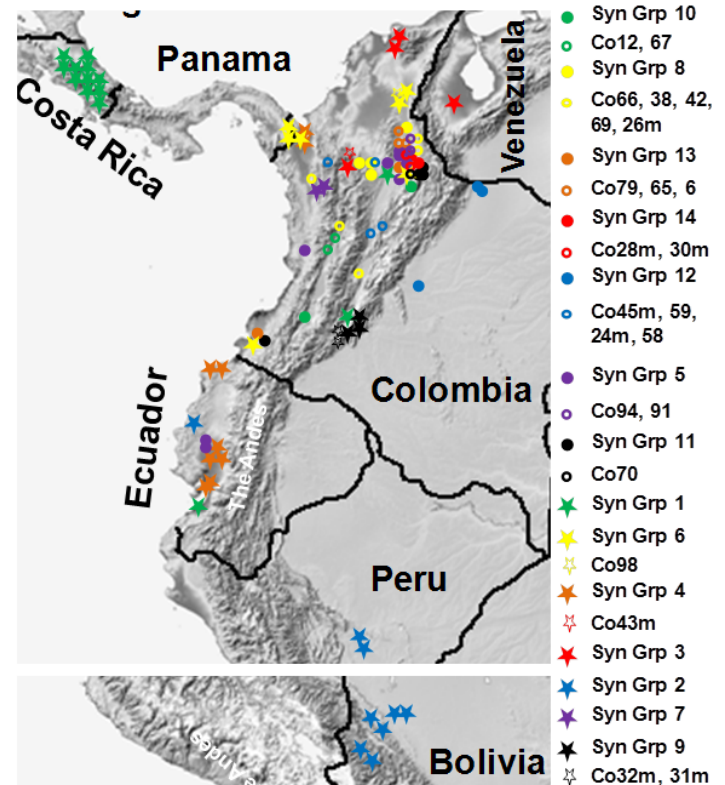 Panama
Costa Rica
Venezuela
Colombia
Ecuador
The Andes
Peru
Andes
Bolivia
Syn Grp 10
Co12, 67
Syn Grp 8
Co66, 38, 42,
69, 26m
Syn Grp 13
Co79, 65, 6
Syn Grp 14
Co28m, 30m
Syn Grp 12
Co45m, 59,
24m, 58
Syn Grp 5
Co94, 91
Syn Grp 11
Co70
Syn Grp 1
Syn Grp 6
Co98
Syn Grp 4
Co43m
Syn Grp 3
Syn Grp 2
Syn Grp 7
Syn Grp 9
Co32m, 31m